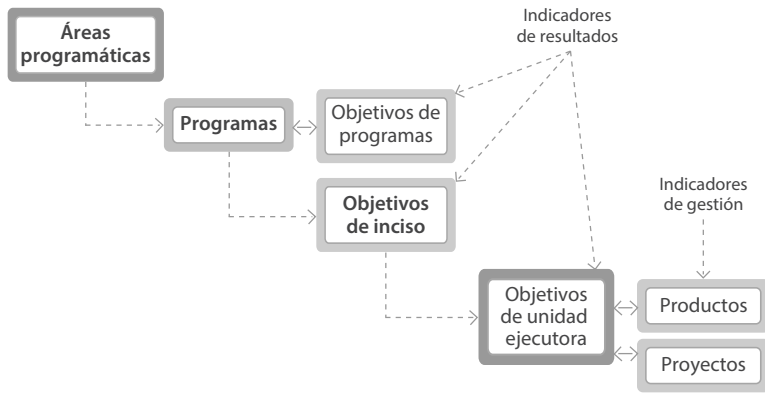 Áreas
programáticas
Indicadores
de resultados
Programas
Objetivos de
programas
Objetivos
de inciso
Indicadores
de gestión
Objetivos
de unidad
ejecutora
Productos
Proyectos